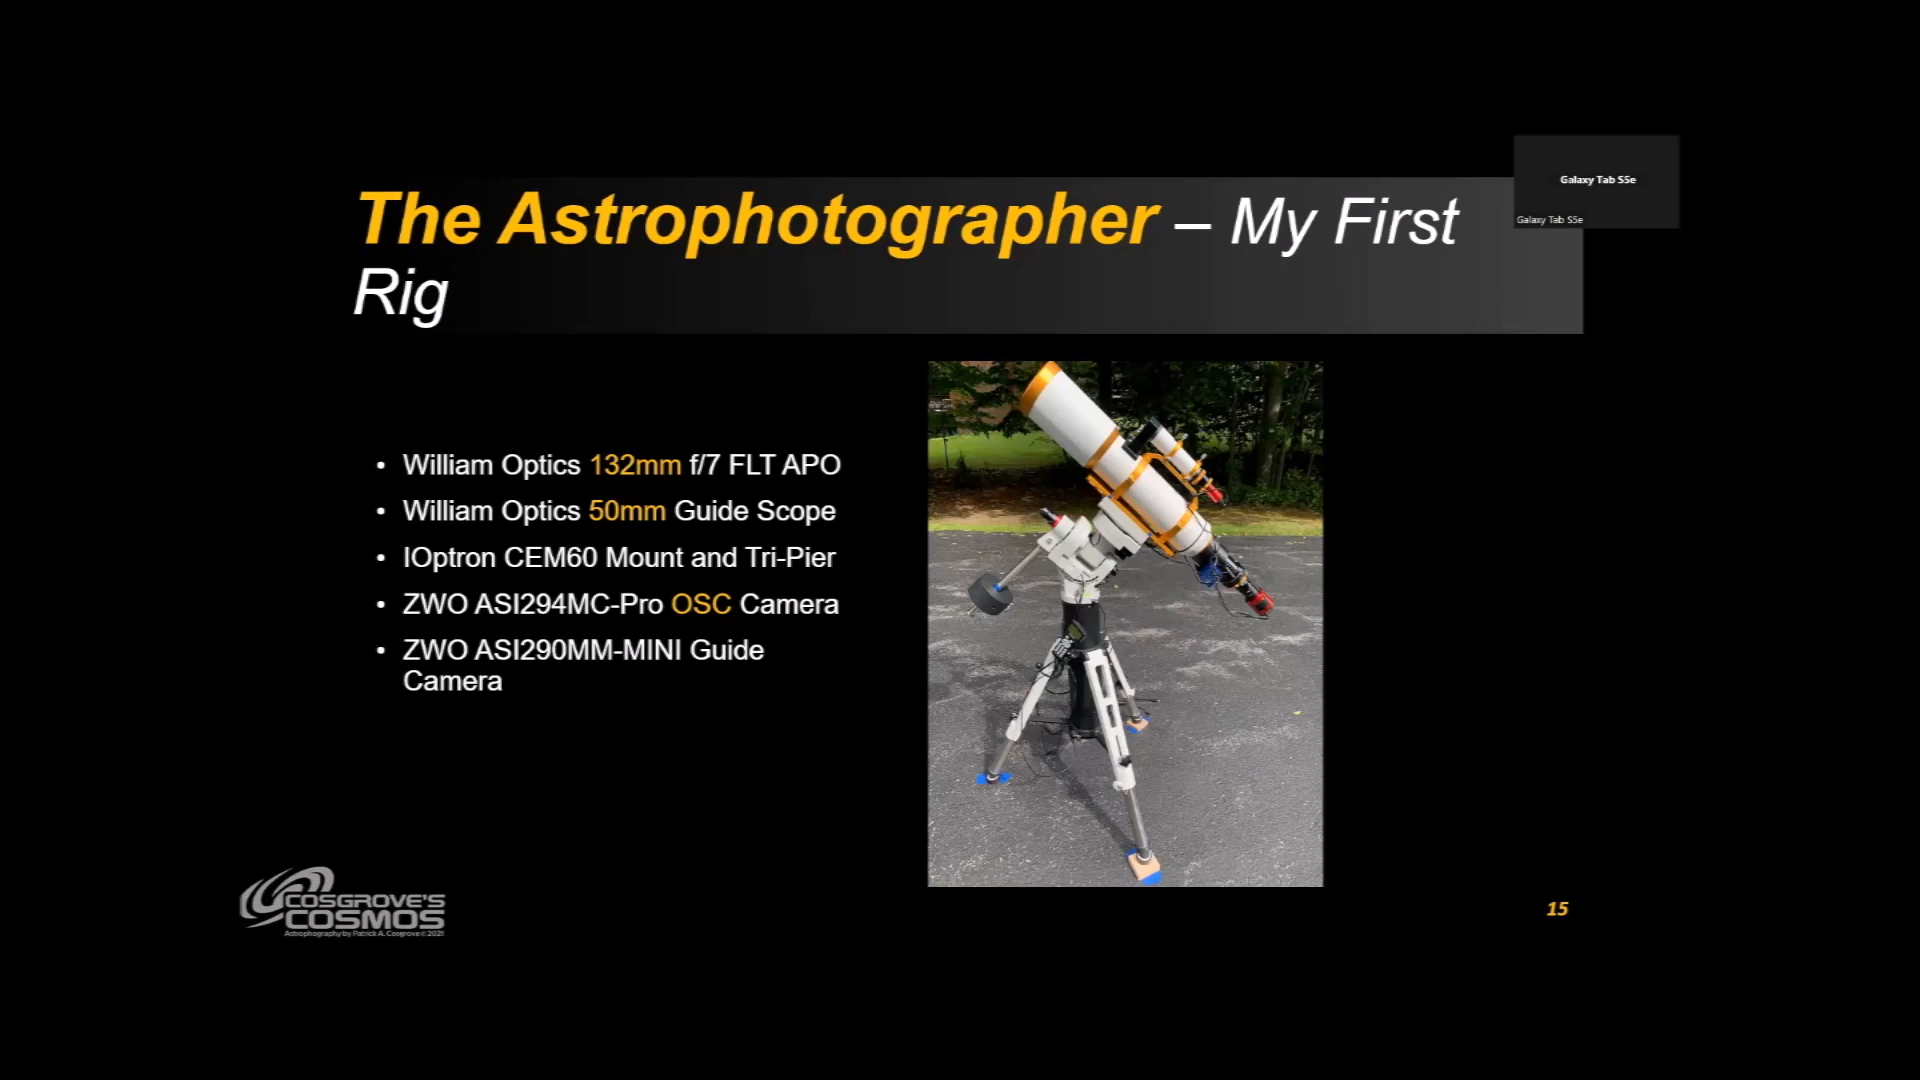 Galaxy Tab S5e
Galaxy Tab S5e
The Astrophotographer – My First
Rig
• William Optics 132mm f/7 FLT APO
• William Optics 50mm Guide Scope
• IOptron CEM60 Mount and Tri-Pier
• ZWO ASI294MC-Pro OSC Camera
• ZWO ASI290MM-MINI Guide
Camera
COSGROVE'S
COSMOS
Astrophography by Patrick A. Cosgrove © 2021
15